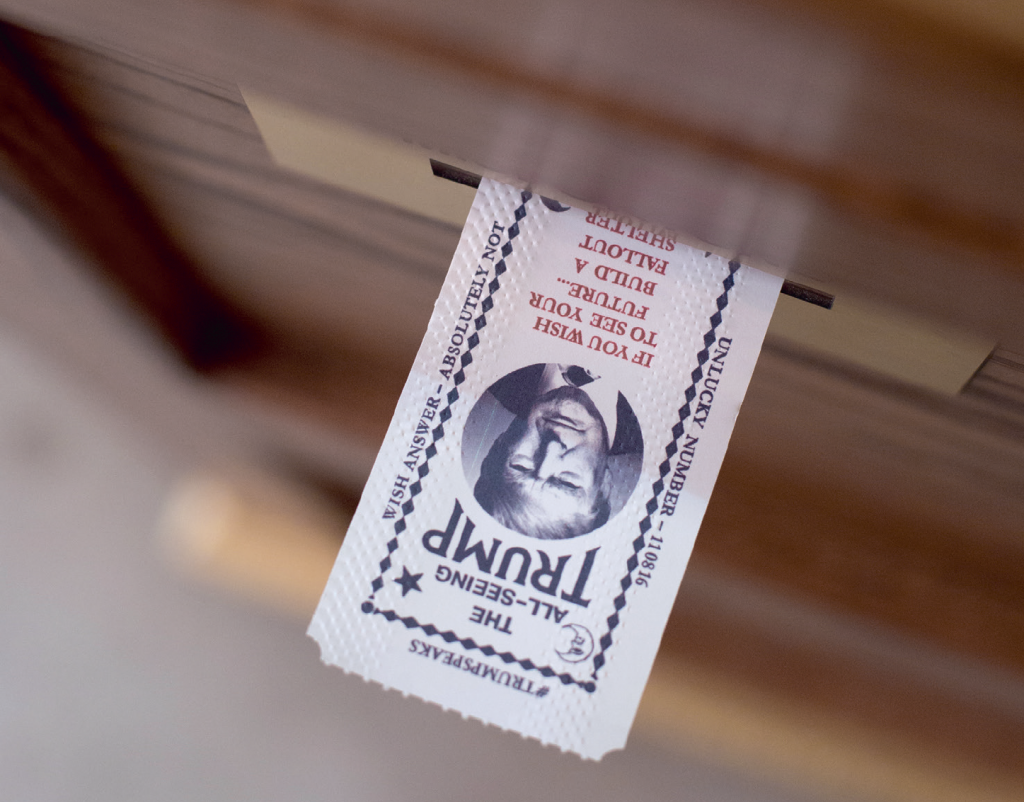 #TRUMPSPEAKS
THE
ALL-SEEING
TRUMP
IF YOU WISH
TO SEE YOUR
FUTURE...
BUILD A
FALLOUT
SHELTER
UNLUCKY NUMBER – 110816
WISH ANSWER – ABSOLUTELY NOT